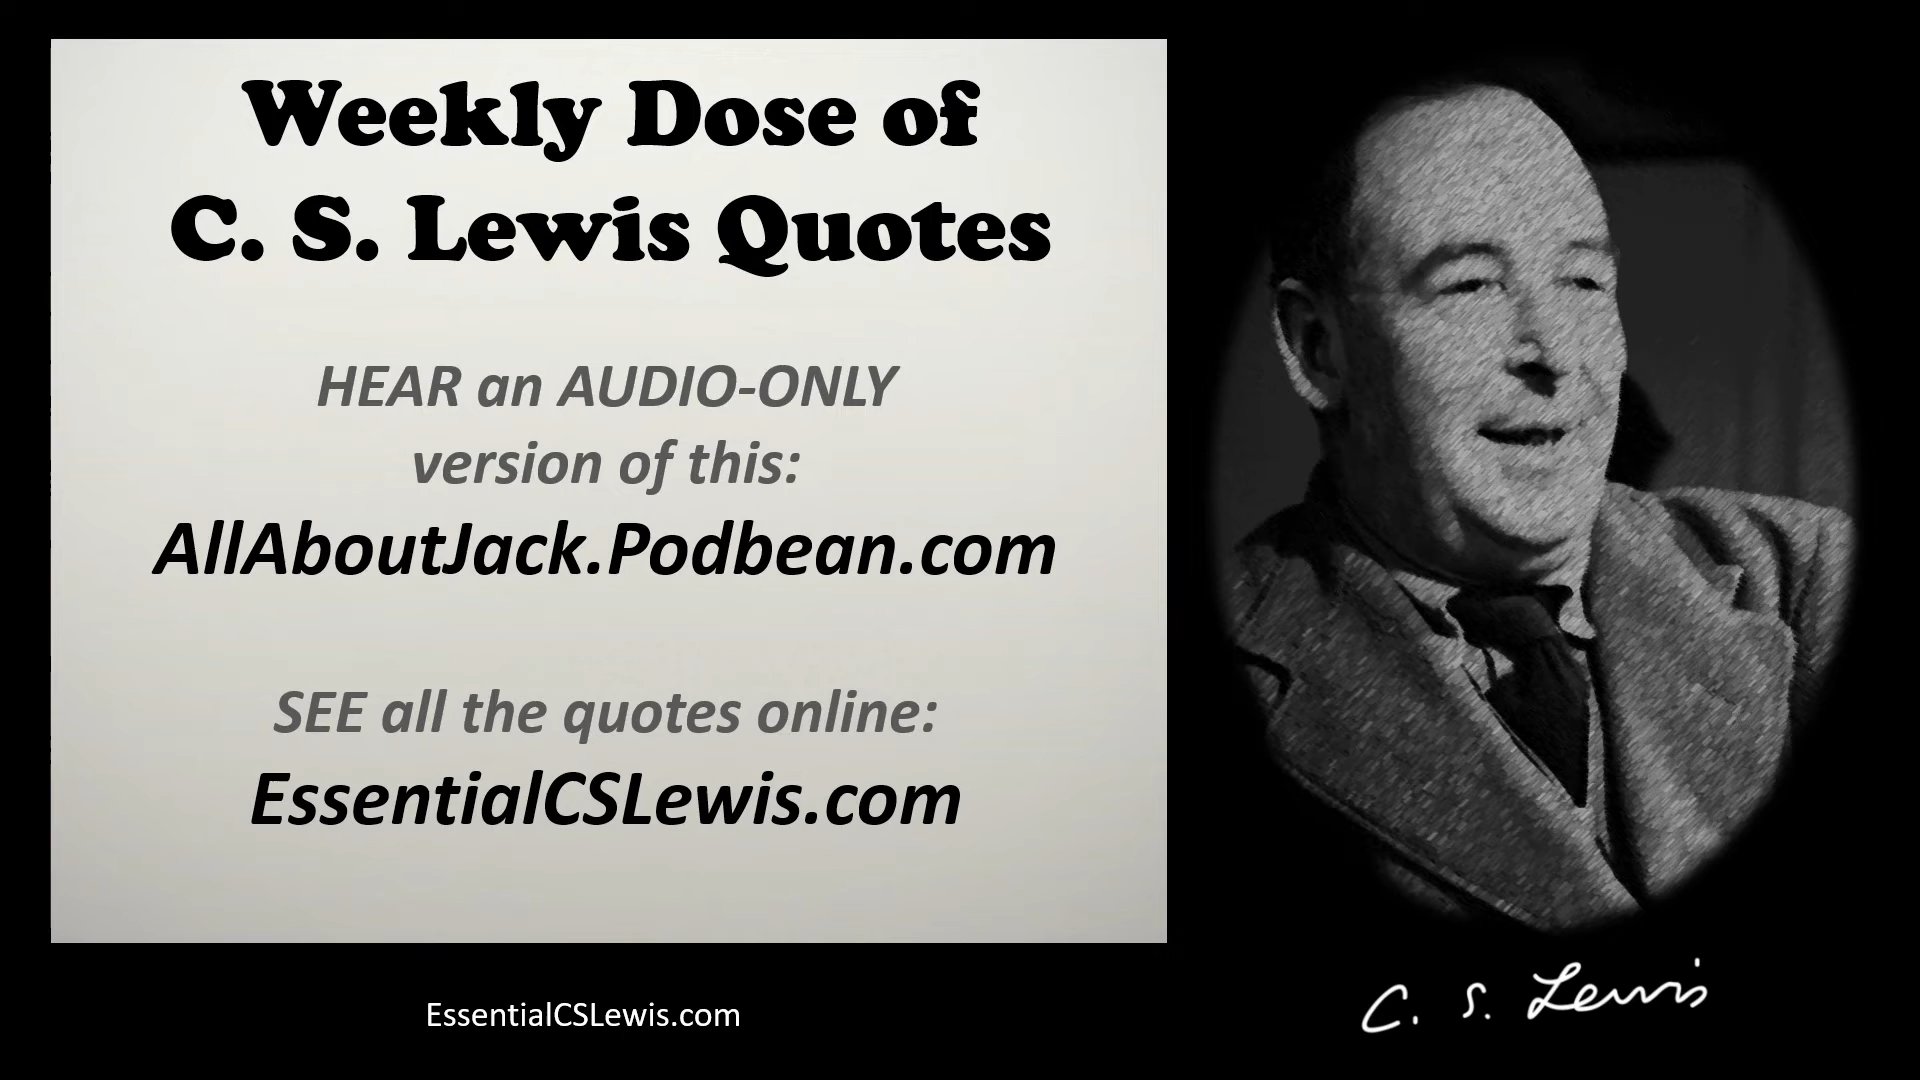 Weekly Dose of
C. S. Lewis Quotes
HEAR an AUDIO-ONLY
version of this:
AllAboutJack.Podbean.com
SEE all the quotes online:
EssentialCSLewis.com
EssentialCSLewis.com
C. S. Lewis